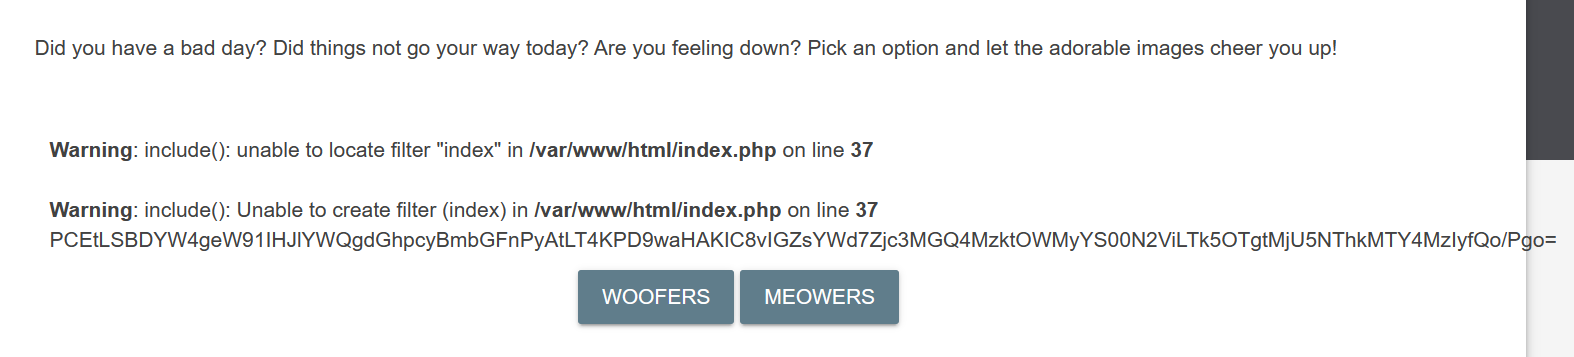 Did you have a bad day? Did things not go your way today? Are you feeling down? Pick an option and let the adorable images cheer you up!
Warning: include(): unable to locate filter "index" in /var/www/html/index.php on line 37
Warning: include(): Unable to create filter (index) in /var/www/html/index.php on line 37
PCEtLSBDYW4geW91IHJlYWQgdGhpcyBmbGFnPyAtLT4KPD9waHAKIC8vIGZsYWd7Zjc3MGQ4MzktOWMyYS00N2ViLTk5OTgtMjU5NThkMTY4MzIyfQo/Pgo=
WOOFERS MEOWERS